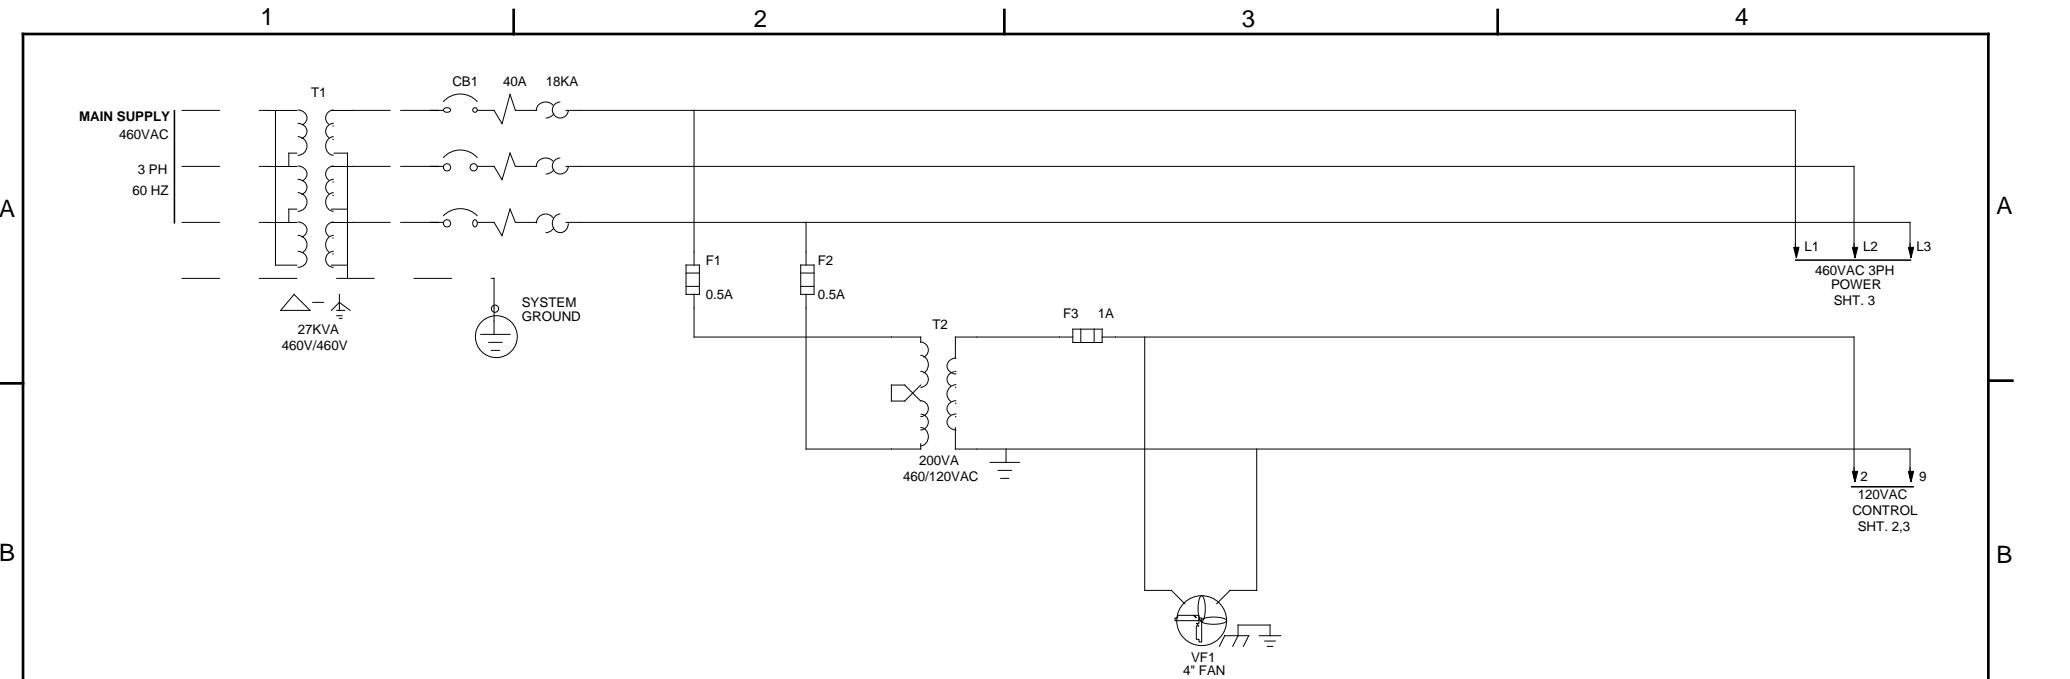 1 2 3 4
A A
B B
MAIN SUPPLY
460VAC
3 PH
60 HZ
T1
27KVA
460V/460V
CB1 40A 18KA
SYSTEM
GROUND
F1
0.5A
F2
0.5A
T2
200VA
460/120VAC
F3 1A
L1 L2 L3
460VAC 3PH
POWER
SHT. 3
2 9
120VAC
CONTROL
SHT. 2,3
VF1
4" FAN